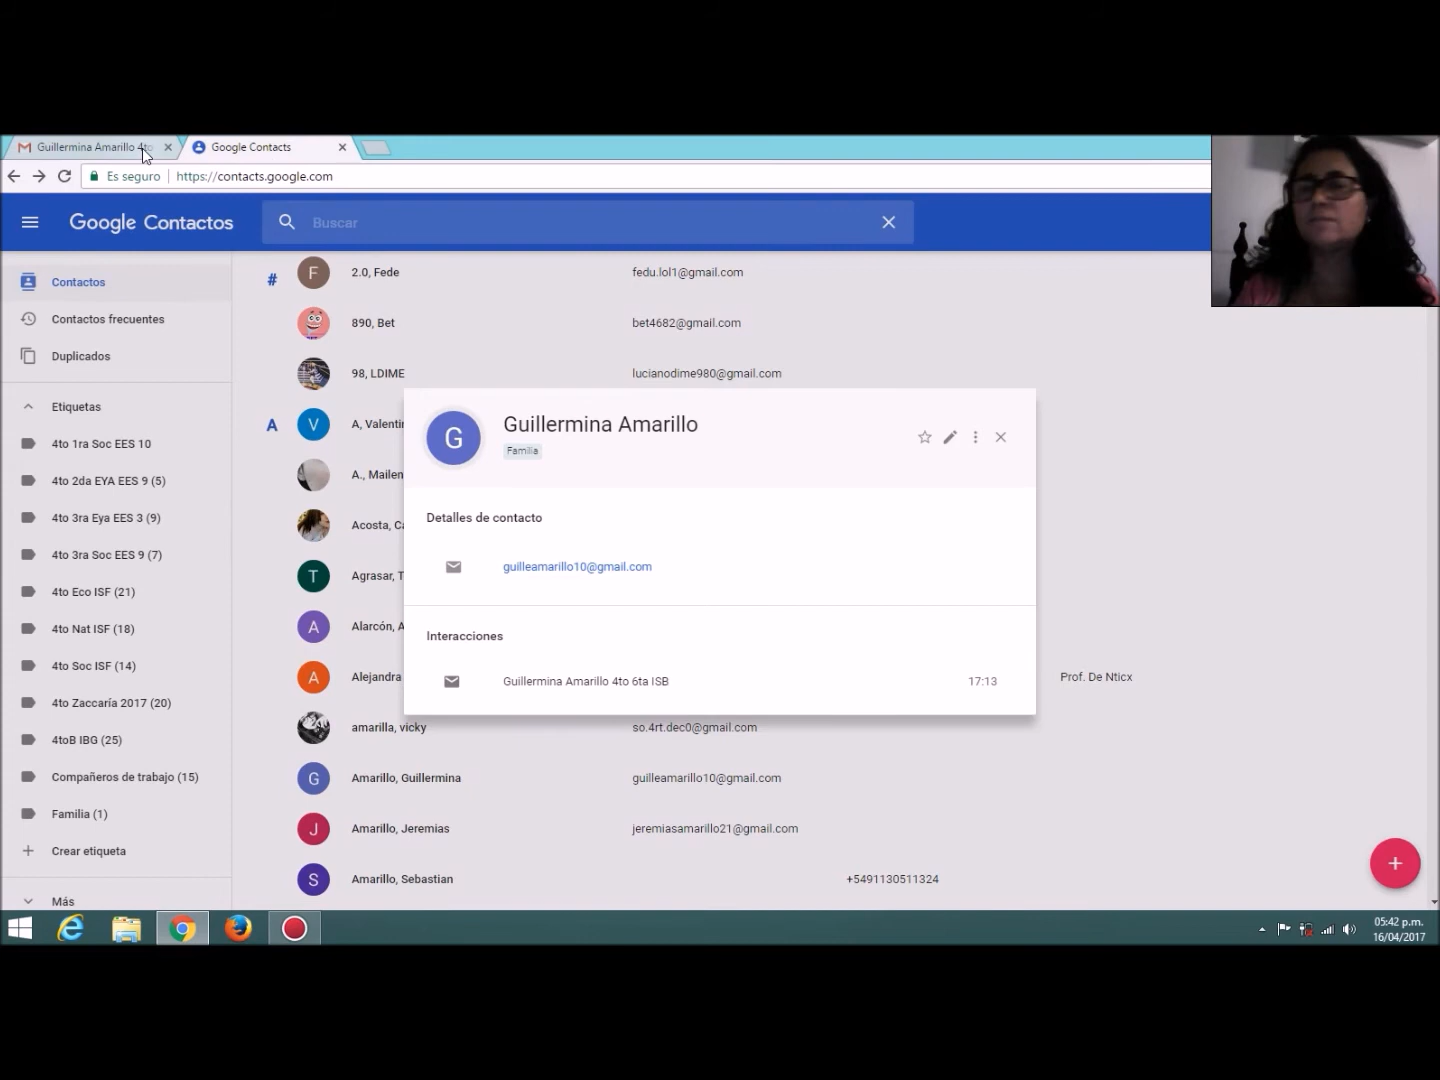 Guillermina Amarillo 4to
Google Contacts
Es seguro
https://contacts.google.com
Google Contactos
Buscar
Contactos
Contactos frecuentes
Duplicados
Etiquetas
4to 1ra Soc EES 10
4to 2da EYA EES 9 (5)
4to 3ra Eya EES 3 (9)
4to 3ra Soc EES 9 (7)
4to Eco ISF (21)
4to Nat ISF (18)
4to Soc ISF (14)
4to Zaccaría 2017 (20)
4toB IBG (25)
Compañeros de trabajo (15)
Familia (1)
Crear etiqueta
Más
#
F
2.0, Fede
fedu.lol1@gmail.com
890, Bet
bet4682@gmail.com
98, LDIME
lucianodime980@gmail.com
A
V
A, Valentin
A., Mailen
Acosta, Ca
T
Agrasar, T
A
Alarcón, A
A
Alejandra
Prof. De Nticx
amarilla, vicky
so.4rt.dec0@gmail.com
G
Amarillo, Guillermina
guilleamarillo10@gmail.com
J
Amarillo, Jeremias
jeremiasamarillo21@gmail.com
S
Amarillo, Sebastian
+5491130511324
G
Guillermina Amarillo
Familia
Detalles de contacto
guilleamarillo10@gmail.com
Interacciones
Guillermina Amarillo 4to 6ta ISB
17:13
05:42 p.m.
16/04/2017